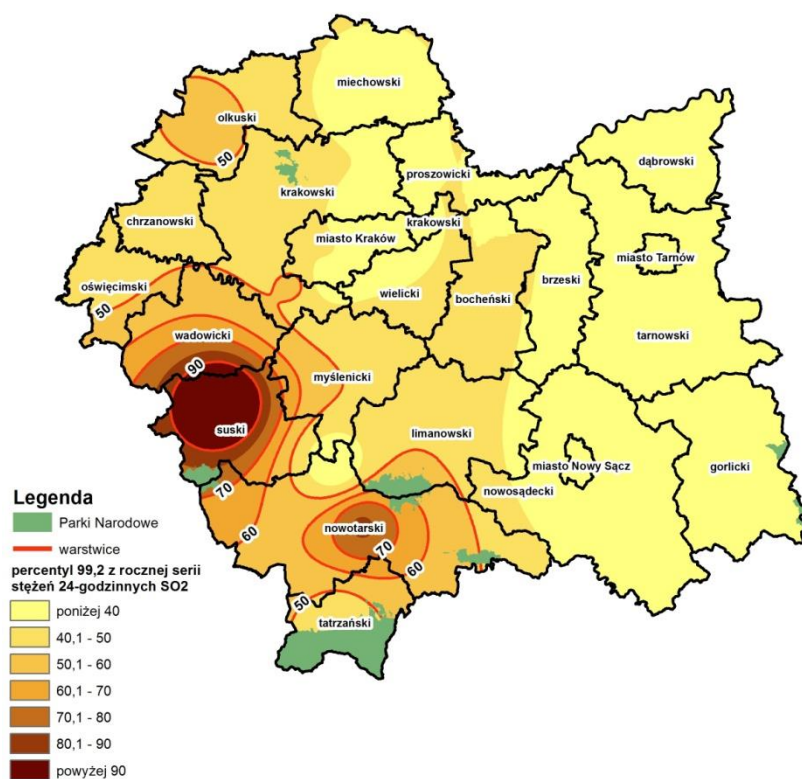 miechowski
olkuski
50
dąbrowski
proszowicki
krakowski
chrzanowski
krakowski
miasto Kraków
miasto Tarnów
oświęcimski
brzeski
wielicki
bocheński
50
tarnowski
wadowicki
90
myślenicki
suski
limanowski
miasto Nowy Sącz
gorlicki
nowosądecki
70
60
nowotarski
70
60
50
tatrzański
Legenda
Parki Narodowe
warstwice
percentyl 99,2 z rocznej serii
stężeń 24-godzinnych SO2
poniżej 40
40,1 - 50
50,1 - 60
60,1 - 70
70,1 - 80
80,1 - 90
powyżej 90